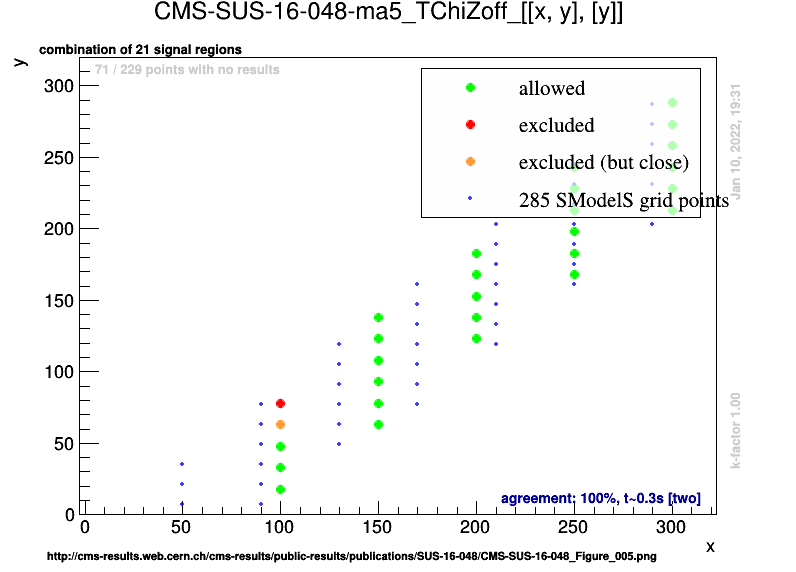 CMS-SUS-16-048-ma5_TChiZoff_[[x, y], [y]]
combination of 21 signal regions
y
71 / 229 points with no results
300
250
200
150
100
50
0
allowed
excluded
excluded (but close)
285 SModelS grid points
Jan 10, 2022, 19:31
k-factor 1.00
agreement: 100%, t~0.3s [two]
0 50 100 150 200 250 300
x
http://cms-results.web.cern.ch/cms-results/public-results/publications/SUS-16-048/CMS-SUS-16-048_Figure_005.png